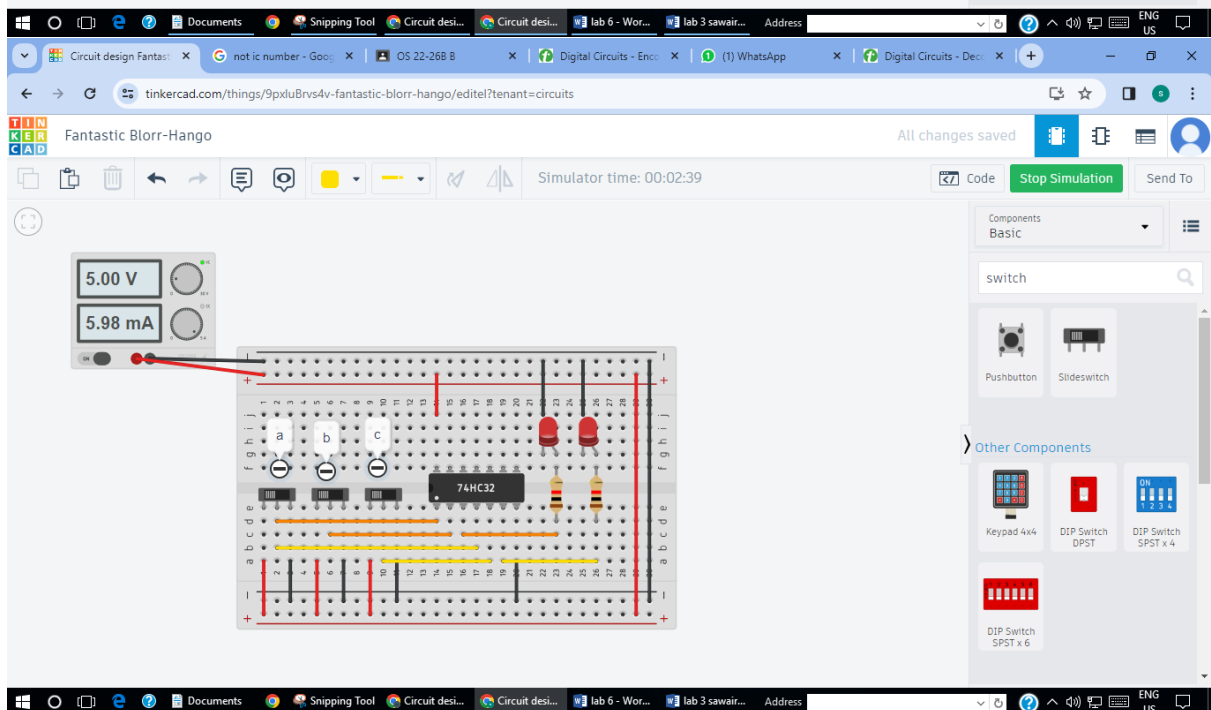 Documents Snipping Tool Circuit desi... Circuit desi... lab 6 - Wor... lab 3 sawair... Address ENG US
Circuit design Fantast not ic number - Goog OS 22-26B B Digital Circuits - Enco (1) WhatsApp Digital Circuits - Deco
tinkercad.com/things/9pxluBrvs4v-fantastic-blorr-hango/editel?tenant=circuits
TINKERCAD Fantastic Blorr-Hango All changes saved
Simulator time: 00:02:39 Code Stop Simulation Send To
Components
Basic
switch
5.00 V
5.98 mA
Pushbutton Slideswitch
a b c
74HC32
Other Components
Keypad 4x4 DIP Switch DPST DIP Switch SPST x 4
DIP Switch SPST x 6
Documents Snipping Tool Circuit desi... Circuit desi... lab 6 - Wor... lab 3 sawair... Address ENG